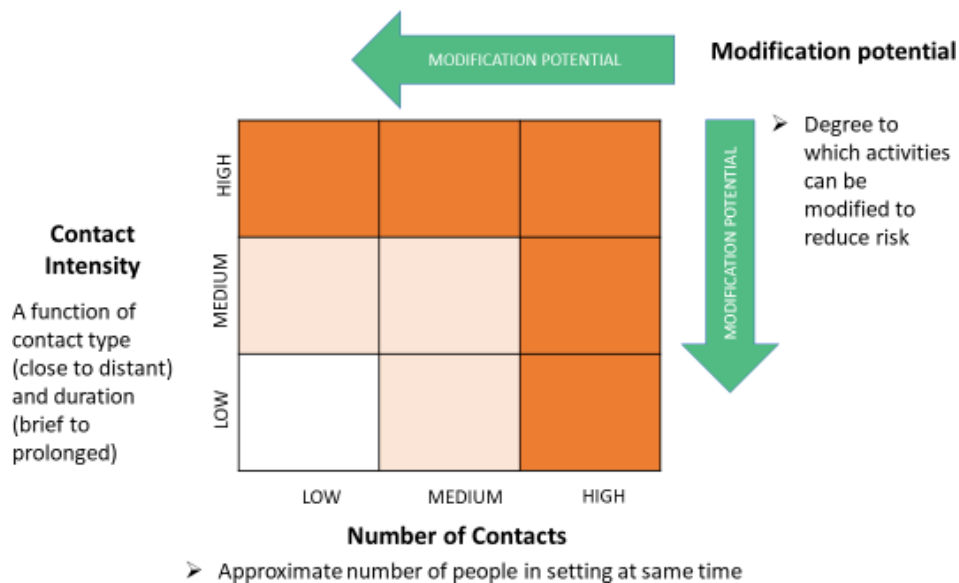 MODIFICATION POTENTIAL
Modification potential
➢ Degree to
which activities
can be
modified to
reduce risk
MODIFICATION POTENTIAL
Contact
Intensity
A function of
contact type
(close to distant)
and duration
(brief to
prolonged)
HIGH
MEDIUM
LOW
LOW
MEDIUM
HIGH
Number of Contacts
➢ Approximate number of people in setting at same time